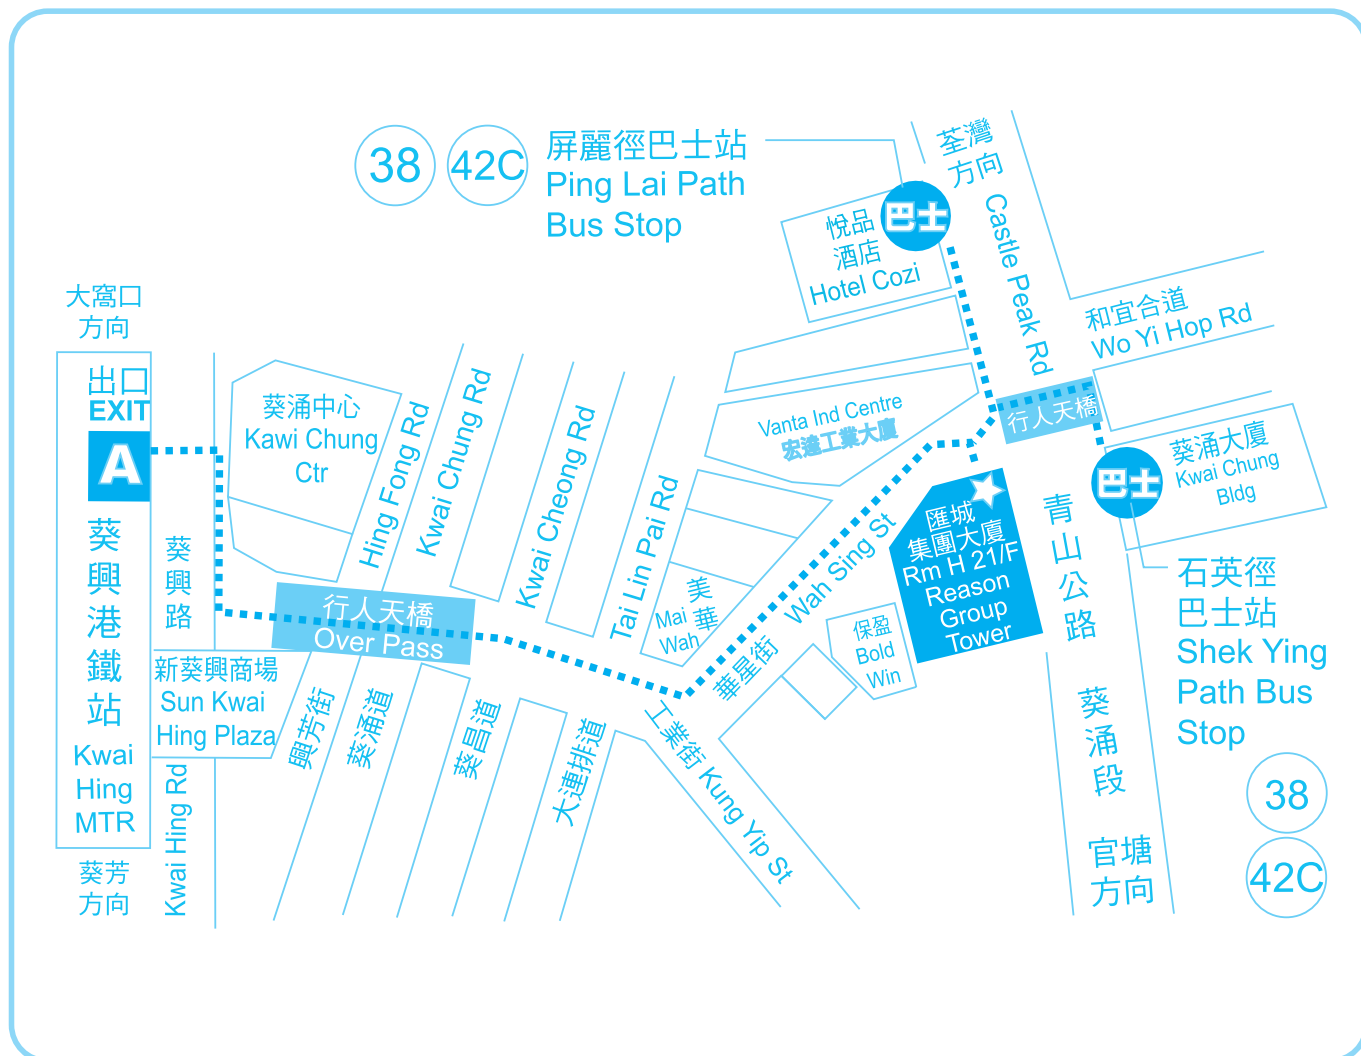 38
42C
屏麗徑巴士站
Ping Lai Path
Bus Stop
荃灣
方向
Castle Peak Rd
巴士
悅品
酒店
Hotel Cozi
和宜合道
Wo Yi Hop Rd
大窩口
方向
出口
EXIT
A
葵興港鐵站
Kwai
Hing
MTR
葵芳
方向
葵興路
Kwai Hing Rd
葵涌中心
Kawi Chung
Ctr
Hing Fong Rd
Kwai Chung Rd
Kwai Cheong Rd
Tai Lin Pai Rd
Vanta Ind Centre
宏達工業大廈
行人天橋
葵涌大廈
Kwai Chung
Bldg
巴士
行人天橋
Over Pass
新葵興商場
Sun Kwai
Hing Plaza
興芳街
葵涌道
葵昌道
大連排道
美華
Mai
Wah
華星街 Wah Sing St
工業街 Kung Yip St
保盈
Bold
Win
匯城
集團大廈
Rm H 21/F
Reason
Group
Tower
青山公路
葵涌段
官塘
方向
石英徑
巴士站
Shek Ying
Path Bus
Stop
38
42C